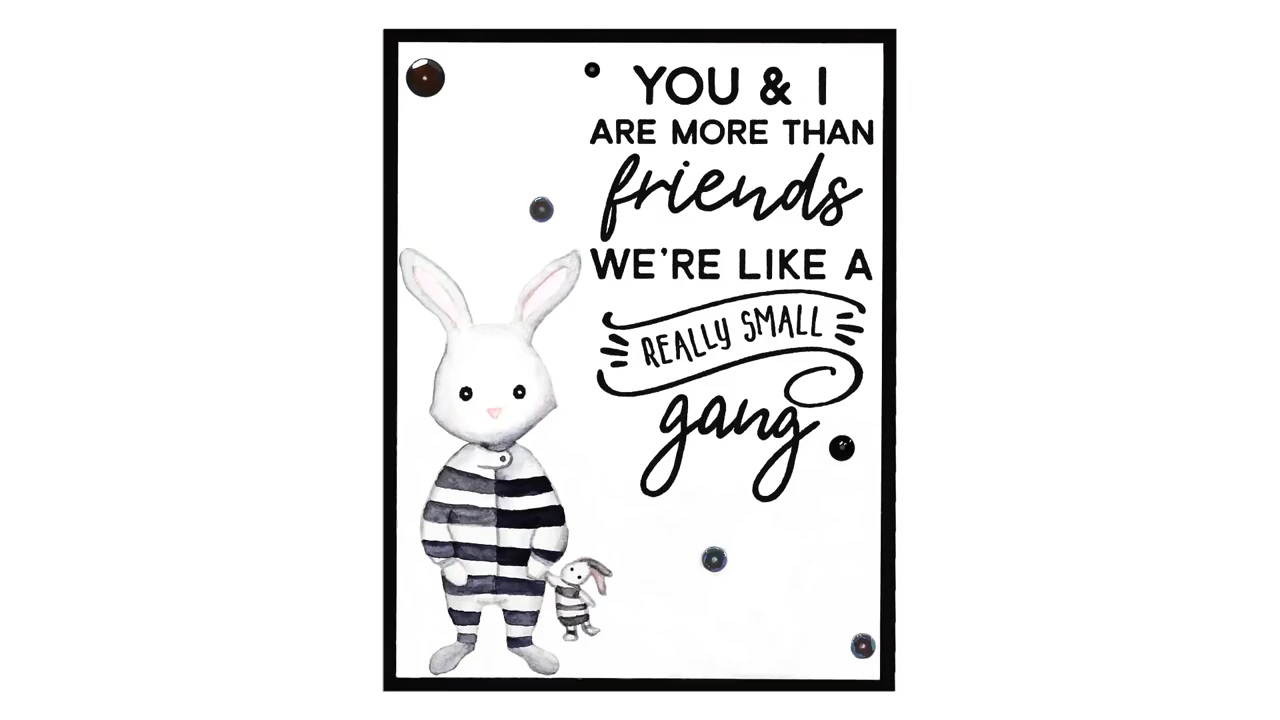 YOU & I
ARE MORE THAN
friends
WE'RE LIKE A
REALLY SMALL
gang